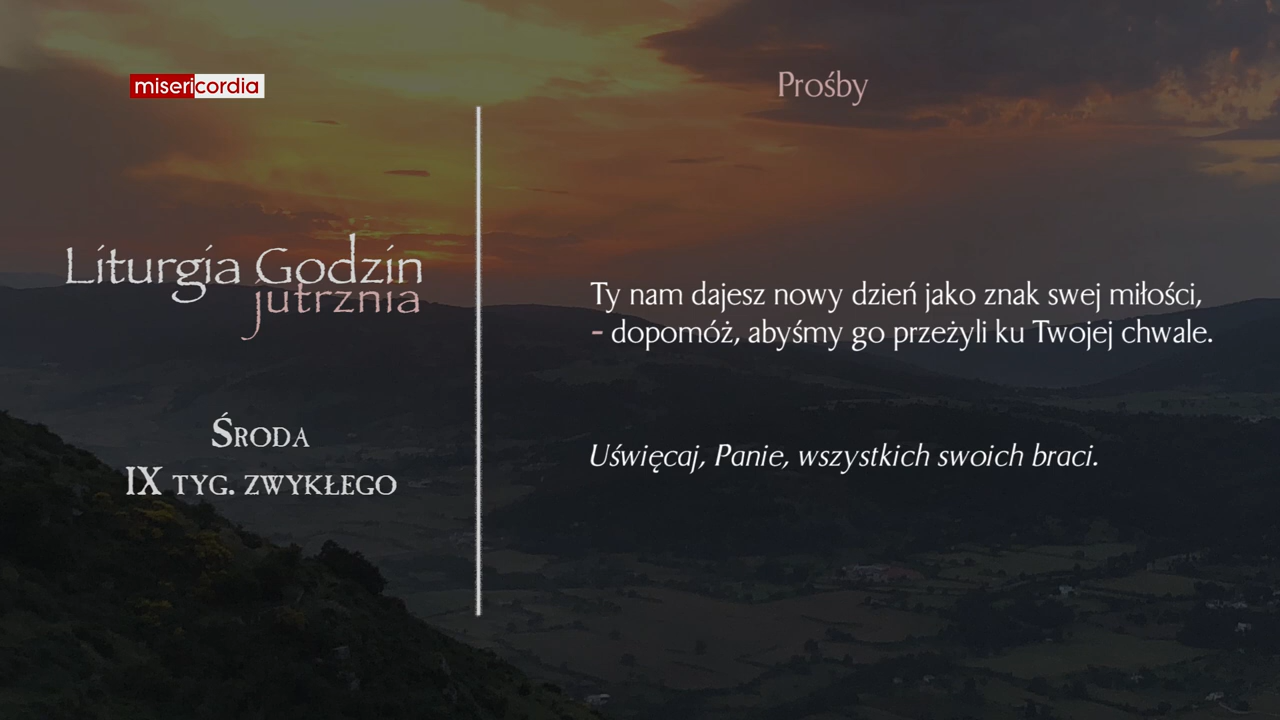 misericordia
Liturgia Godzin
jutrznia
Środa
IX tyg. zwykłego
Prośby
Ty nam dajesz nowy dzień jako znak swej miłości,
- dopomóż, abyśmy go przeżyli ku Twojej chwale.
Uświęcaj, Panie, wszystkich swoich braci.